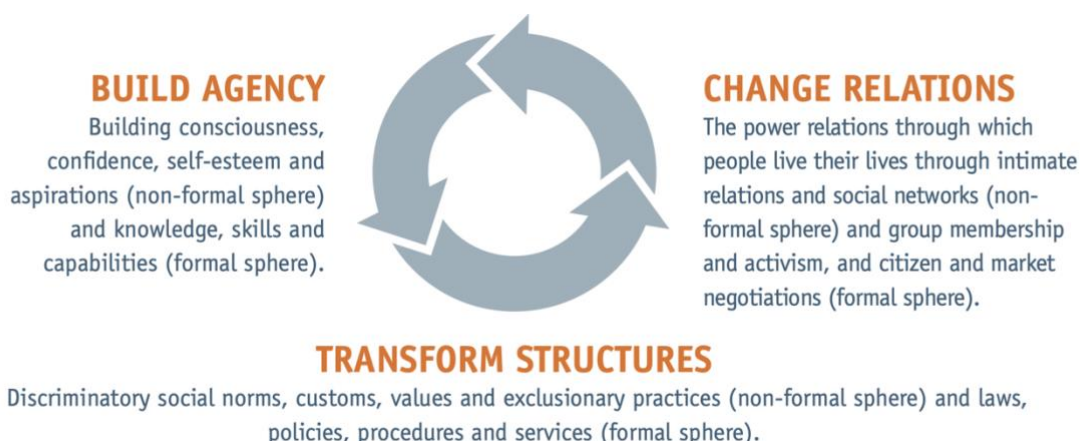 BUILD AGENCY
Building consciousness,
confidence, self-esteem and
aspirations (non-formal sphere)
and knowledge, skills and
capabilities (formal sphere).
CHANGE RELATIONS
The power relations through which
people live their lives through intimate
relations and social networks (non-
formal sphere) and group membership
and activism, and citizen and market
negotiations (formal sphere).
TRANSFORM STRUCTURES
Discriminatory social norms, customs, values and exclusionary practices (non-formal sphere) and laws,
policies, procedures and services (formal sphere).